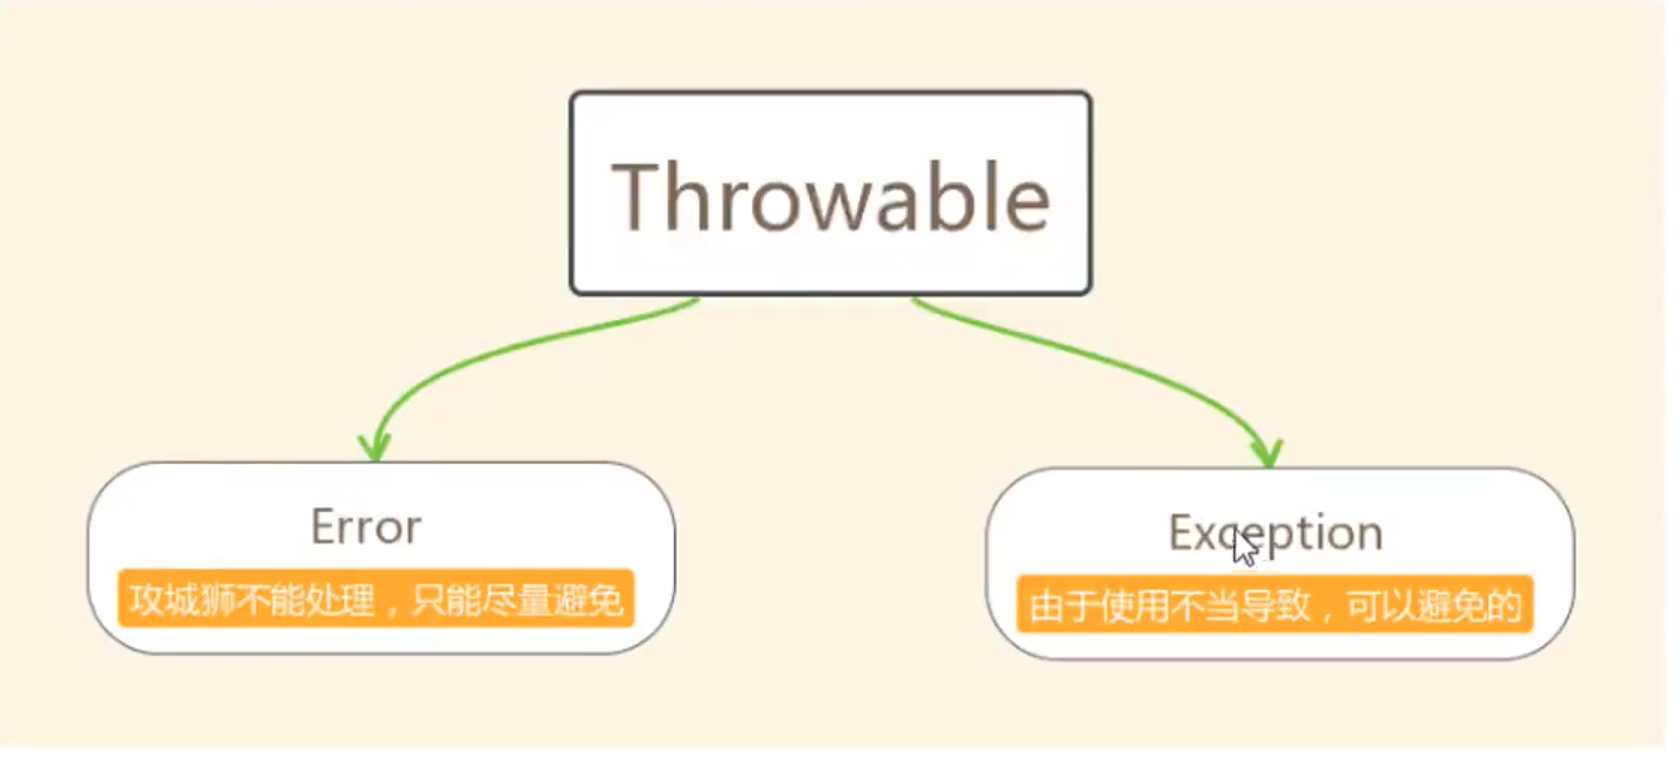 Throwable
Error
攻城狮不能处理，只能尽量避免
Exception
由于使用不当导致，可以避免的